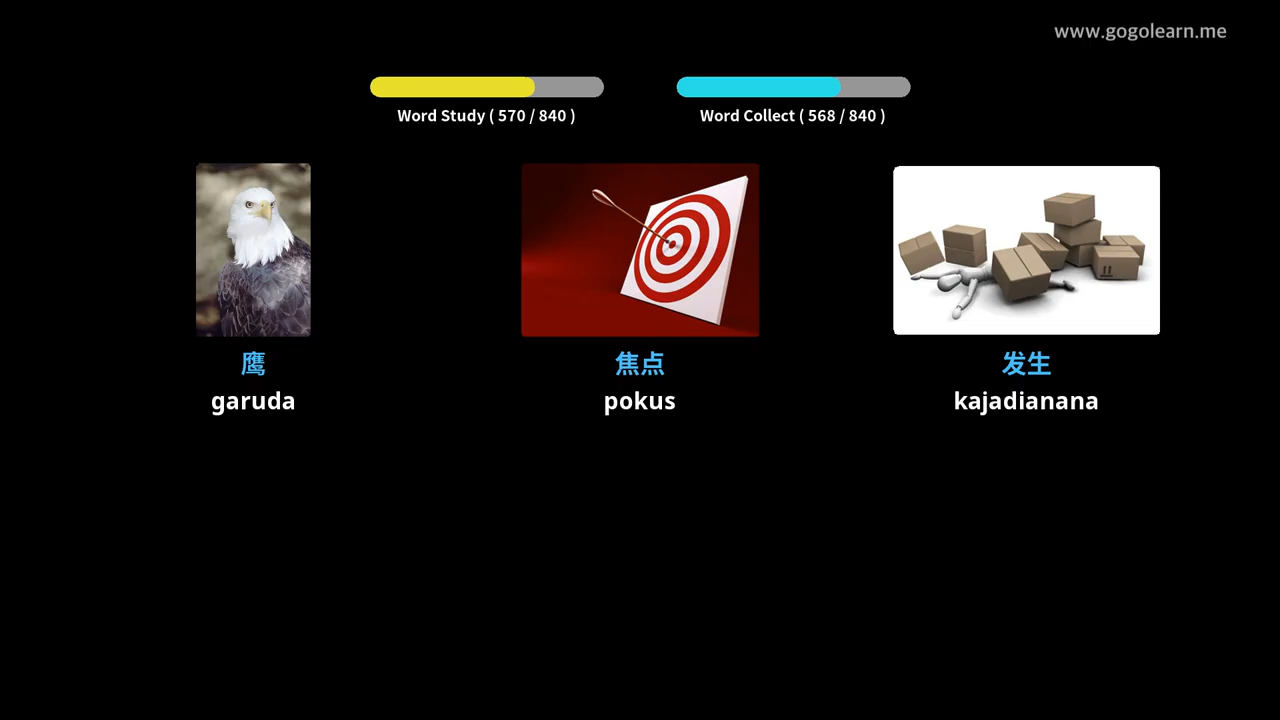 www.gogolearn.me
Word Study ( 570 / 840 )
Word Collect ( 568 / 840 )
鹰
garuda
焦点
pokus
发生
kajadianana